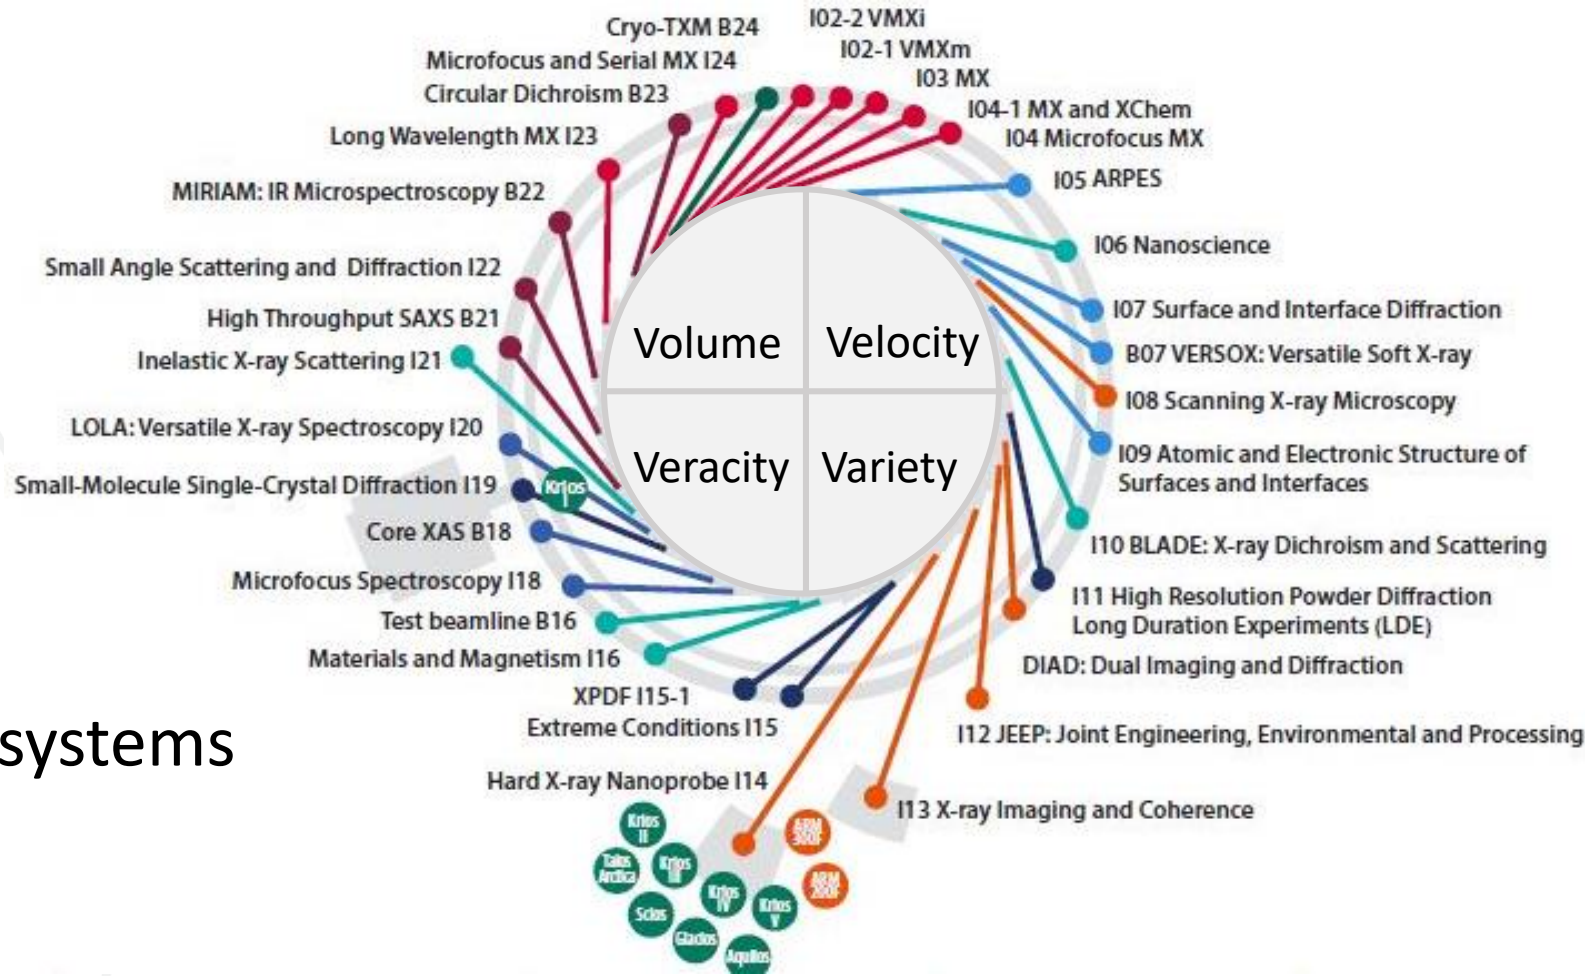 Cryo-TXM B24
I02-2 VMXi
Microfocus and Serial MX I24
I02-1 VMXm
Circular Dichroism B23
I03 MX
Long Wavelength MX I23
I04-1 MX and XChem
I04 Microfocus MX
MIRIAM: IR Microspectroscopy B22
I05 ARPES
Small Angle Scattering and Diffraction I22
I06 Nanoscience
High Throughput SAXS B21
I07 Surface and Interface Diffraction
Inelastic X-ray Scattering I21
B07 VERSOX: Versatile Soft X-ray
I08 Scanning X-ray Microscopy
LOLA: Versatile X-ray Spectroscopy I20
I09 Atomic and Electronic Structure of
Surfaces and Interfaces
Small-Molecule Single-Crystal Diffraction I19
Krios
I
Core XAS B18
I10 BLADE: X-ray Dichroism and Scattering
Microfocus Spectroscopy I18
I11 High Resolution Powder Diffraction
Long Duration Experiments (LDE)
Test beamline B16
Materials and Magnetism I16
DIAD: Dual Imaging and Diffraction
XPDF I15-1
Extreme Conditions I15
I12 JEEP: Joint Engineering, Environmental and Processing
Hard X-ray Nanoprobe I14
I13 X-ray Imaging and Coherence
Volume
Velocity
Veracity
Variety
systems
Krios
II
Talos
Arctica
Krios
III
Krios
IV
Krios
V
Scios
Glacios
Aquilos
ARM
300F
ARM
200F